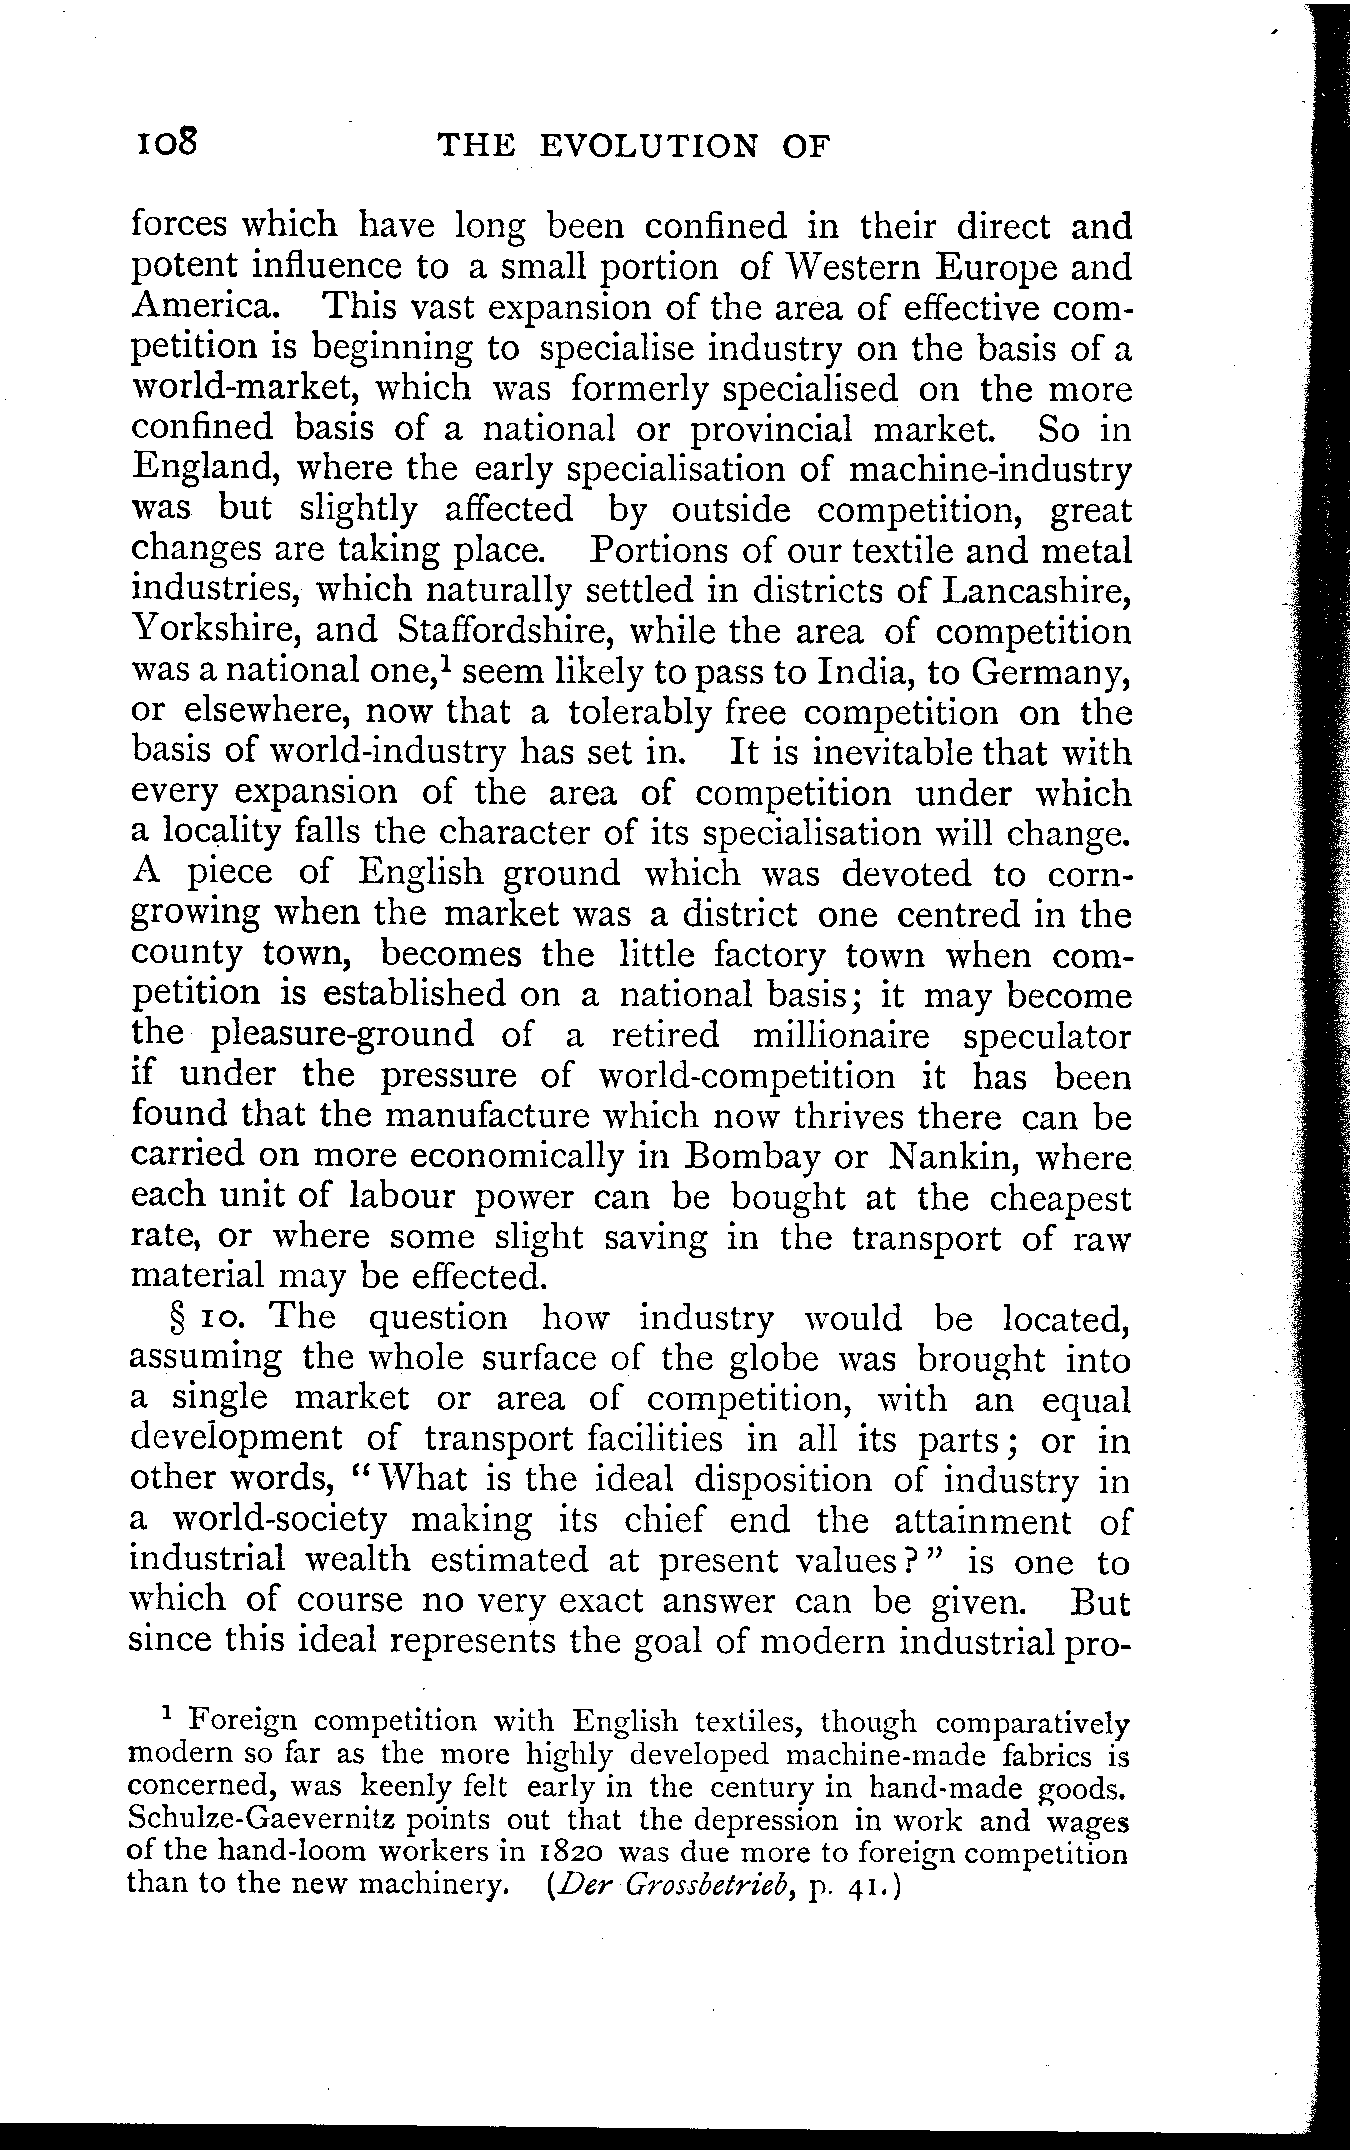 108 THE EVOLUTION OF
forces which have long been confined in their direct and
potent influence to a small portion of Western Europe and
America. This vast expansion of the area of effective com-
petition is beginning to specialise industry on the basis of a
world-market, which was formerly specialised on the more
confined basis of a national or provincial market. So in
England, where the early specialisation of machine-industry
was but slightly affected by outside competition, great
changes are taking place. Portions of our textile and metal
industries, which naturally settled in districts of Lancashire,
Yorkshire, and Staffordshire, while the area of competition
was a national one,¹ seem likely to pass to India, to Germany,
or elsewhere, now that a tolerably free competition on the
basis of world-industry has set in. It is inevitable that with
every expansion of the area of competition under which
a locality falls the character of its specialisation will change.
A piece of English ground which was devoted to corn-
growing when the market was a district one centred in the
county town, becomes the little factory town when com-
petition is established on a national basis; it may become
the pleasure-ground of a retired millionaire speculator
if under the pressure of world-competition it has been
found that the manufacture which now thrives there can be
carried on more economically in Bombay or Nankin, where
each unit of labour power can be bought at the cheapest
rate, or where some slight saving in the transport of raw
material may be effected.
§ 10. The question how industry would be located,
assuming the whole surface of the globe was brought into
a single market or area of competition, with an equal
development of transport facilities in all its parts; or in
other words, "What is the ideal disposition of industry in
a world-society making its chief end the attainment of
industrial wealth estimated at present values?" is one to
which of course no very exact answer can be given. But
since this ideal represents the goal of modern industrial pro-
¹ Foreign competition with English textiles, though comparatively
modern so far as the more highly developed machine-made fabrics is
concerned, was keenly felt early in the century in hand-made goods.
Schulze-Gaevernitz points out that the depression in work and wages
of the hand-loom workers in 1820 was due more to foreign competition
than to the new machinery. (Der Grossbetrieb, p. 41.)